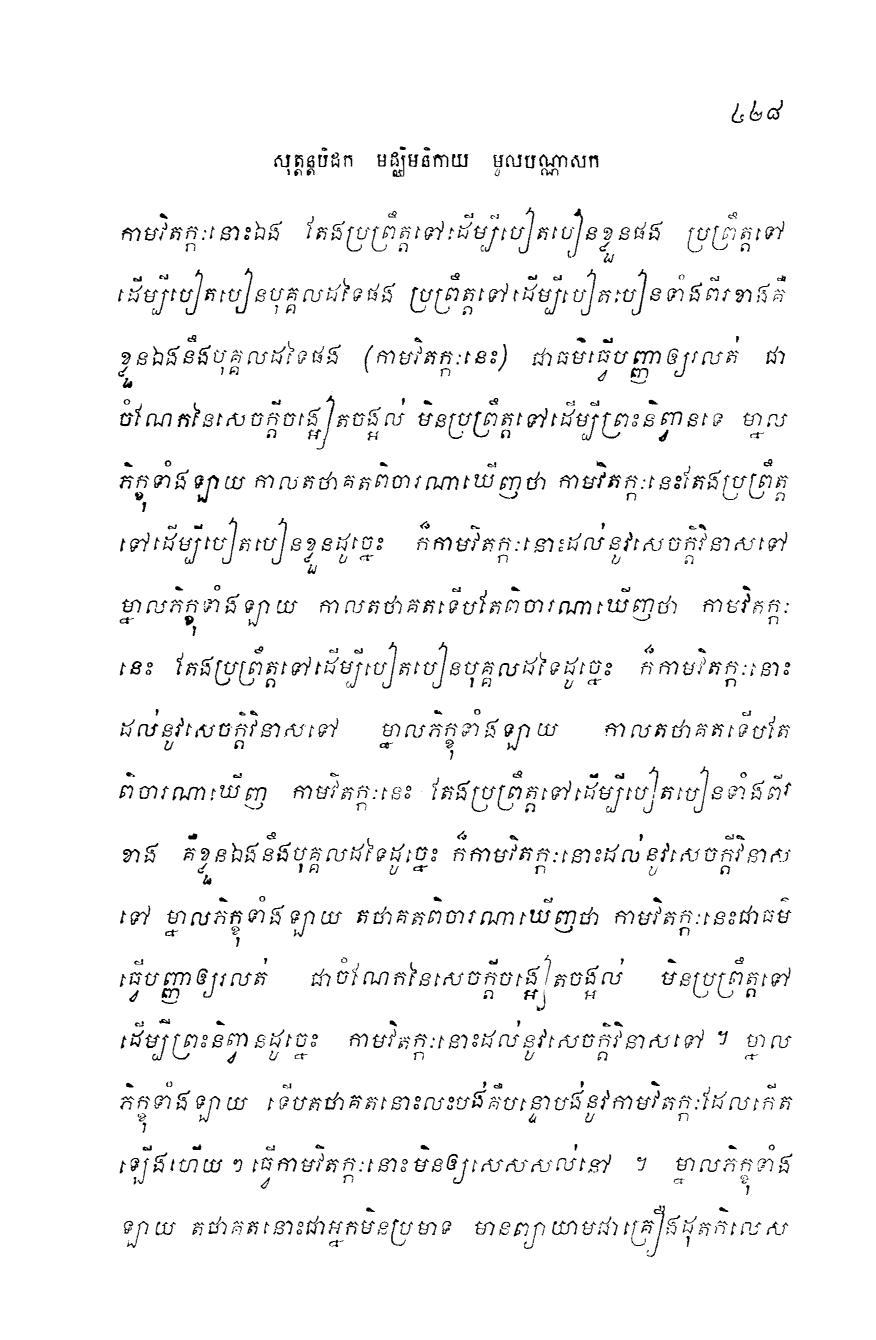 ៤២៨
សុត្តន្តបិដក មជ្ឈិមនិកាយ មូលបណ្ណាសក
កាមវិតក្កៈនោះឯង តែងប្រព្រឹត្តទៅដើម្បីបៀតបៀនខ្លួនផង ប្រព្រឹត្តទៅ
ដើម្បីបៀតបៀនបុគ្គលដទៃផង ប្រព្រឹត្តទៅដើម្បីបៀតបៀនទាំងពីរខាងគឺ
ខ្លួនឯងនឹងបុគ្គលដទៃផង (កាមវិតក្កៈនេះ) ជាធម៌ធ្វើបញ្ញាឲ្យរលត់ ជា
ចំណែកនៃសេចក្តីចង្អៀតចង្អល់ មិនប្រព្រឹត្តទៅដើម្បីព្រះនិព្វានទេ ម្នាល
ភិក្ខុទាំងឡាយ កាលតថាគតពិចារណាឃើញថា កាមវិតក្កៈនេះតែងប្រព្រឹត្ត
ទៅដើម្បីបៀតបៀនខ្លួនដូច្នេះ ក៏កាមវិតក្កៈនោះដល់នូវសេចក្តិវិនាសទៅ
ម្នាលភិក្ខុទាំងឡាយ កាលតថាគតទើបតែពិចារណាឃើញថា កាមវិតក្កៈ
នេះ តែងប្រព្រឹត្តទៅដើម្បីបៀតបៀនបុគ្គលដទៃដូច្នេះ ក៏កាមវិតក្កៈនោះ
ដល់នូវសេចក្តិវិនាសទៅ ម្នាលភិក្ខុទាំងឡាយ កាលតថាគតទើបតែ
ពិចារណាឃើញ កាមវិតក្កៈនេះ តែងប្រព្រឹត្តទៅដើម្បីបៀតបៀនទាំងពីរ
ខាង គឺខ្លួនឯងនឹងបុគ្គលដទៃដូច្នេះ ក៏កាមវិតក្កៈនោះដល់នូវសេចក្តីវិនាស
ទៅ ម្នាលភិក្ខុទាំងឡាយ តថាគតពិចារណាឃើញថា កាមវិតក្កៈនេះជាធម៌
ធ្វើបញ្ញាឲ្យរលត់ ជាចំណែកនៃសេចក្តីចង្អៀតចង្អល់ មិនប្រព្រឹត្តទៅ
ដើម្បីព្រះនិព្វានដូច្នេះ កាមវិតក្កៈនោះដល់នូវសេចក្តិវិនាសទៅ ។ ម្នាល
ភិក្ខុទាំងឡាយ ទើបតថាគតនោះលះបង់គឺបន្ទោបង់នូវកាមវិតក្កៈដែលកើត
ឡើងហើយ ៗ ធ្វើកាមវិតក្កៈនោះមិនឲ្យសេសសល់នៅ ។ ម្នាលភិក្ខុទាំង
ឡាយ តថាគតនោះជាអ្នកមិនប្រមាទ មានព្យាយាមជាគ្រឿងដុតកិលេស